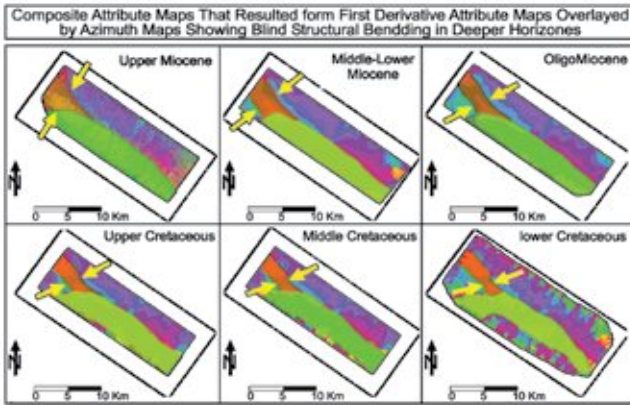 Composite Attribute Maps That Resulted form First Derivative Attribute Maps Overlayed
by Azimuth Maps Showing Blind Structural Bendding in Deeper Horizones
Upper Miocene
N
0 5 10 Km
Middle-Lower
Miocene
N
0 5 10 Km
OligoMiocene
N
0 5 10 Km
Upper Cretaceous
N
0 5 10 Km
Middle Cretaceous
N
0 5 10 Km
lower Cretaceous
N
0 5 10 Km